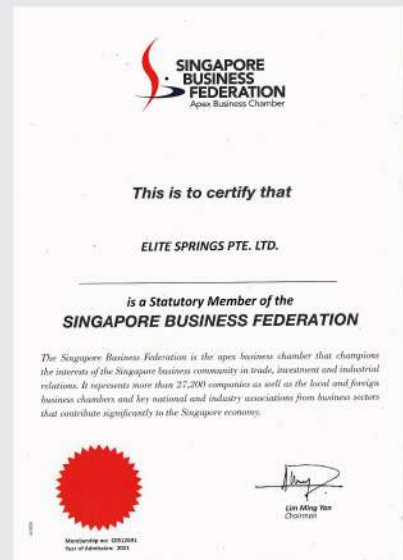 SINGAPORE
BUSINESS
FEDERATION
Apex Business Chamber
This is to certify that
ELITE SPRINGS PTE. LTD.
is a Statutory Member of the
SINGAPORE BUSINESS FEDERATION
The Singapore Business Federation is the apex business chamber that champions
the interests of the Singapore business community in trade, investment and industrial
relations. It represents more than 27,200 companies as well as the local and foreign
business chambers and key national and industry associations from business sectors
that contribute significantly to the Singapore economy.
Lim Ming Yan
Chairman
Membership no:
Year of Admission: 2021